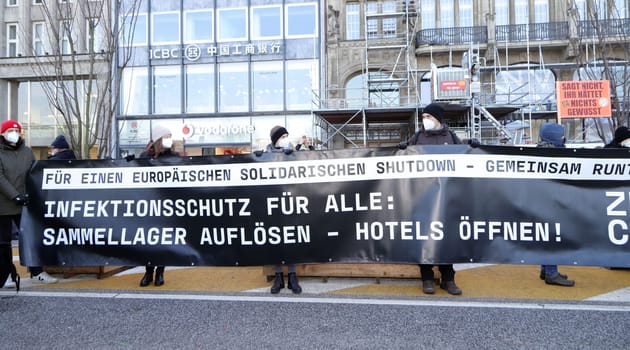 ICBC 中国工商银行
vodafone
SAGT NICHT,
IHR HÄTTET
NICHTS
GEWUSST
FÜR EINEN EUROPÄISCHEN SOLIDARISCHEN SHUTDOWN - GEMEINSAM RUNT
INFEKTIONSSCHUTZ FÜR ALLE:
SAMMELLAGER AUFLÖSEN - HOTELS ÖFFNEN!